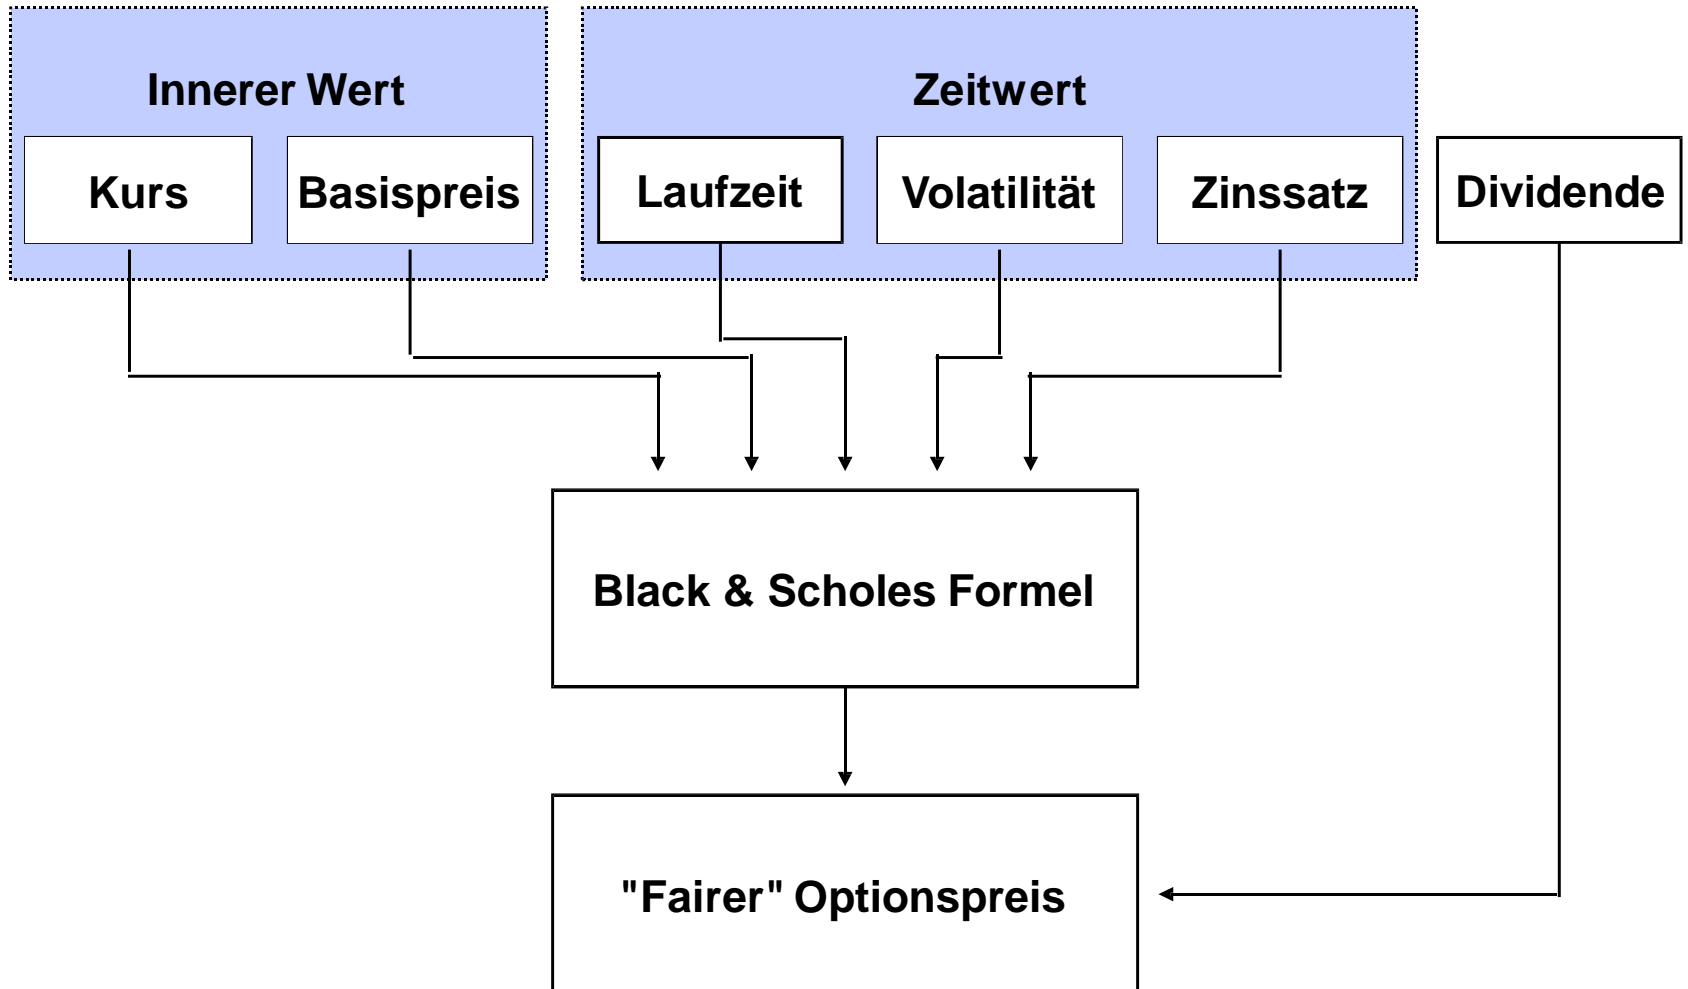 Innerer Wert
Zeitwert
Kurs
Basispreis
Laufzeit
Volatilität
Zinssatz
Dividende
Black & Scholes Formel
"Fairer" Optionspreis